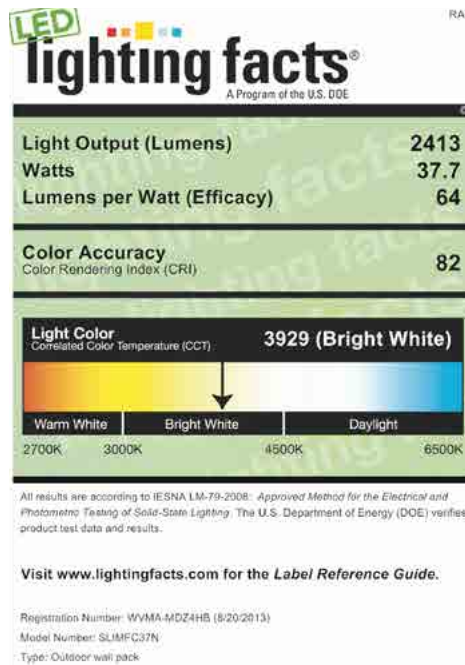 LED
RA
lighting facts®
A Program of the U.S. DOE
Light Output (Lumens) 2413
Watts 37.7
Lumens per Watt (Efficacy) 64
Color Accuracy
Color Rendering Index (CRI) 82
Light Color
Correlated Color Temperature (CCT) 3929 (Bright White)
Warm White Bright White Daylight
2700K 3000K 4500K 6500K
All results are according to IESNA LM-79-2008: Approved Method for the Electrical and
Photometric Testing of Solid-State Lighting. The U.S. Department of Energy (DOE) verifies
product test data and results.
Visit www.lightingfacts.com for the Label Reference Guide.
Registration Number: WVMA-MDZ4HB (8/20/2013)
Model Number: SLIMFC37N
Type: Outdoor wall pack